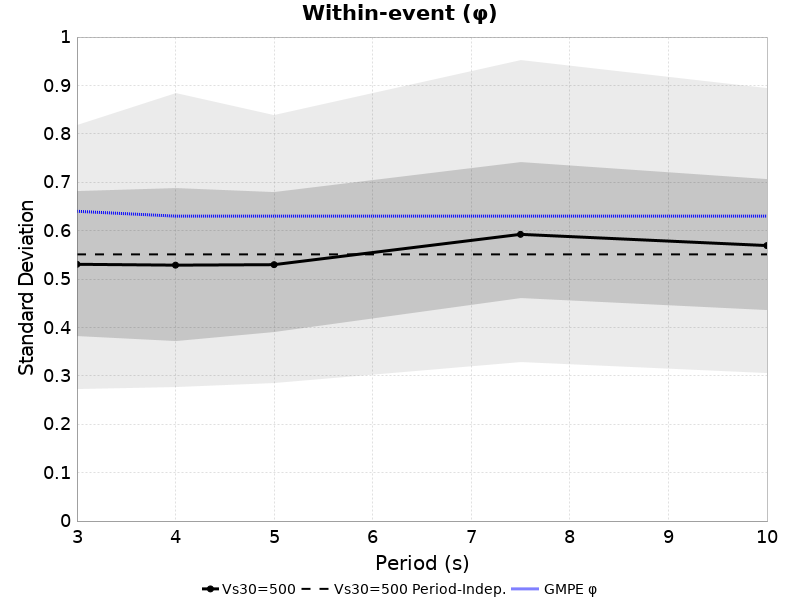 Within-event (φ)
1
0.9
0.8
0.7
0.6
0.5
0.4
0.3
0.2
0.1
0
Standard Deviation
3 4 5 6 7 8 9 10
Period (s)
Vs30=500 Vs30=500 Period-Indep. GMPE φ